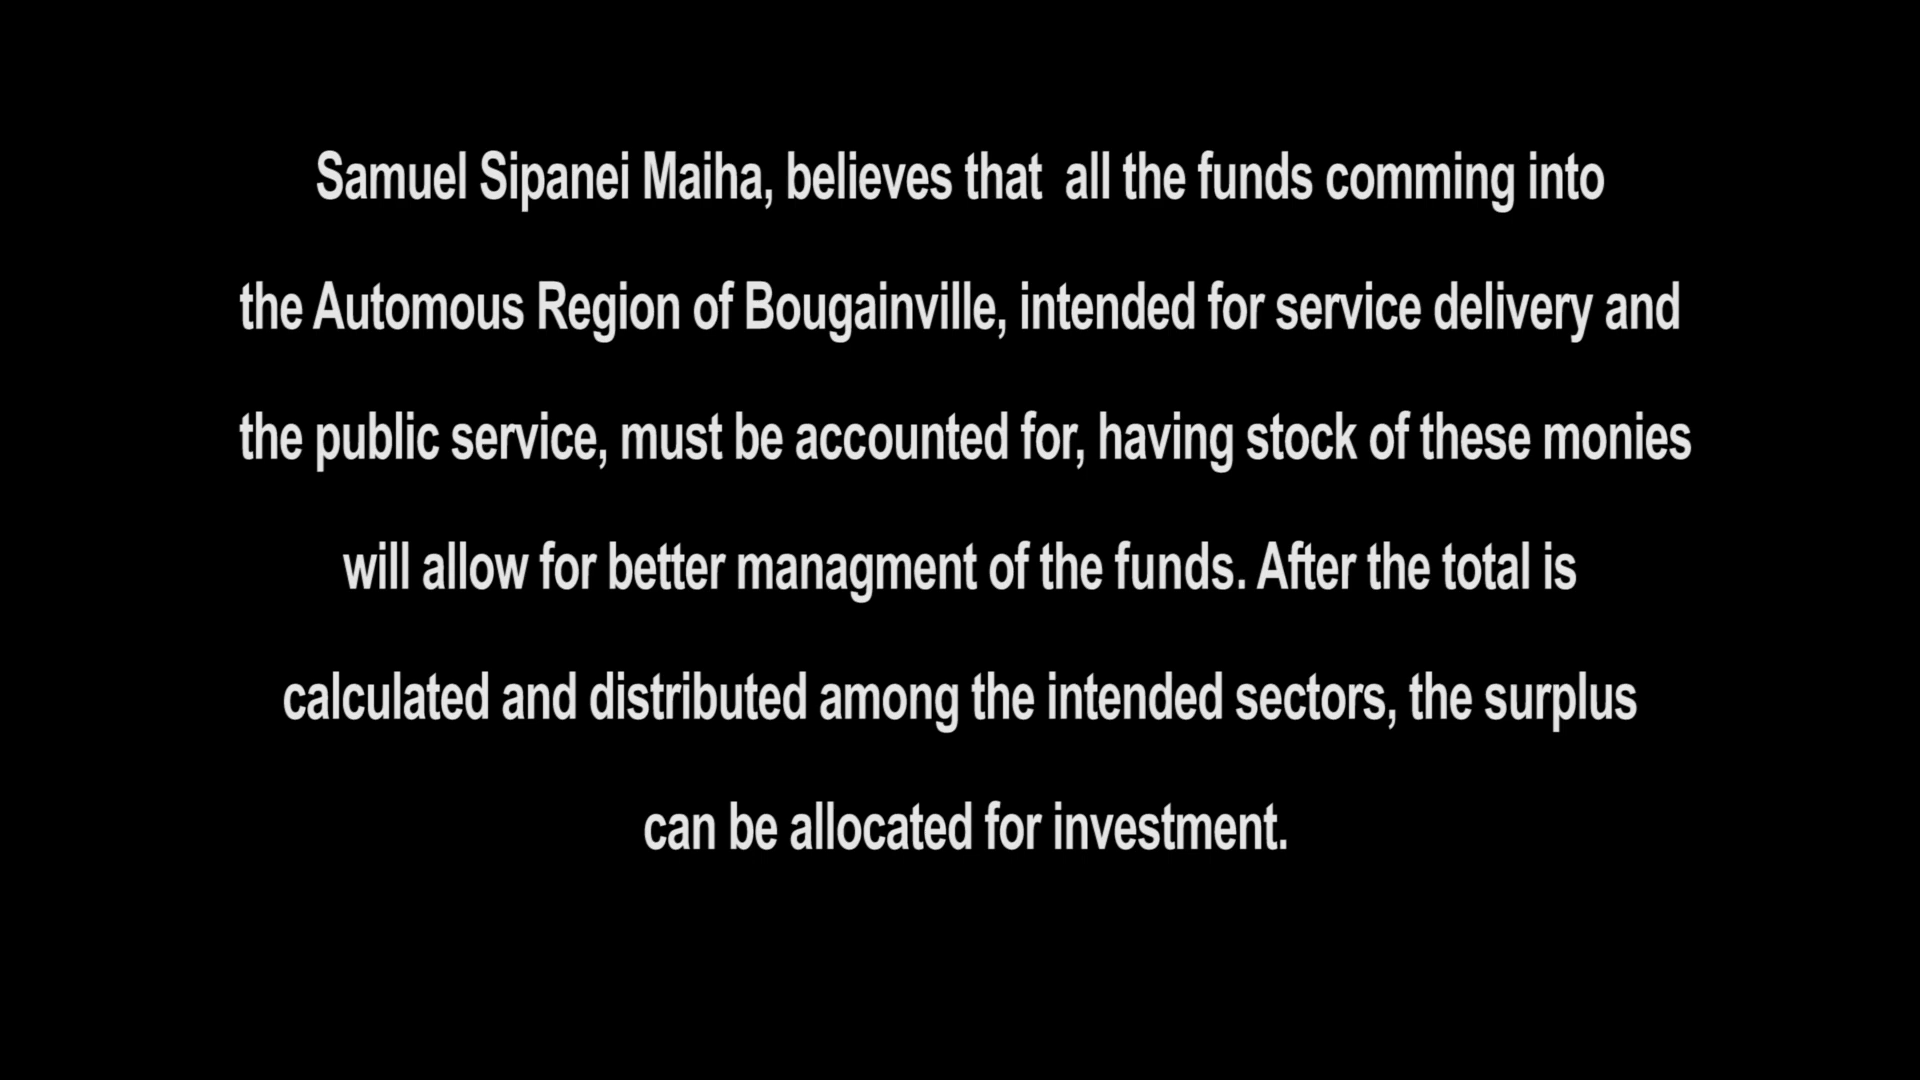 Samuel Sipanei Maiha, believes that  all the funds comming into
the Automous Region of Bougainville, intended for service delivery and
the public service, must be accounted for, having stock of these monies
will allow for better managment of the funds. After the total is
calculated and distributed among the intended sectors, the surplus
can be allocated for investment.